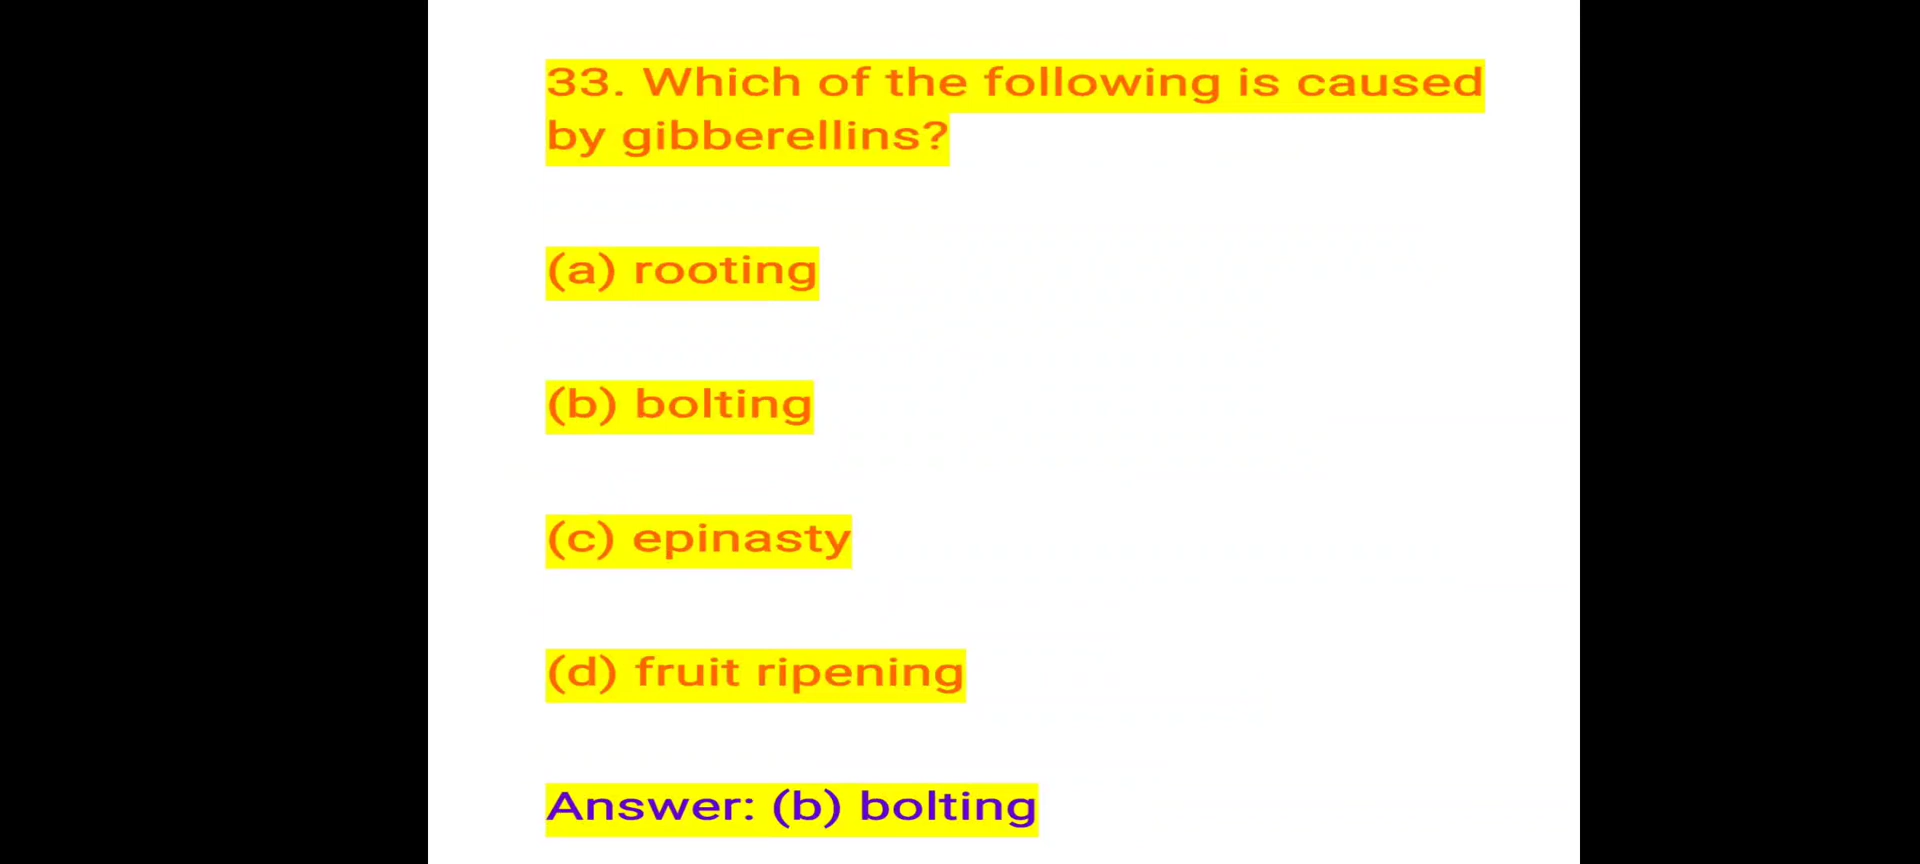 33. Which of the following is caused
by gibberellins?
(a) rooting
(b) bolting
(c) epinasty
(d) fruit ripening
Answer: (b) bolting